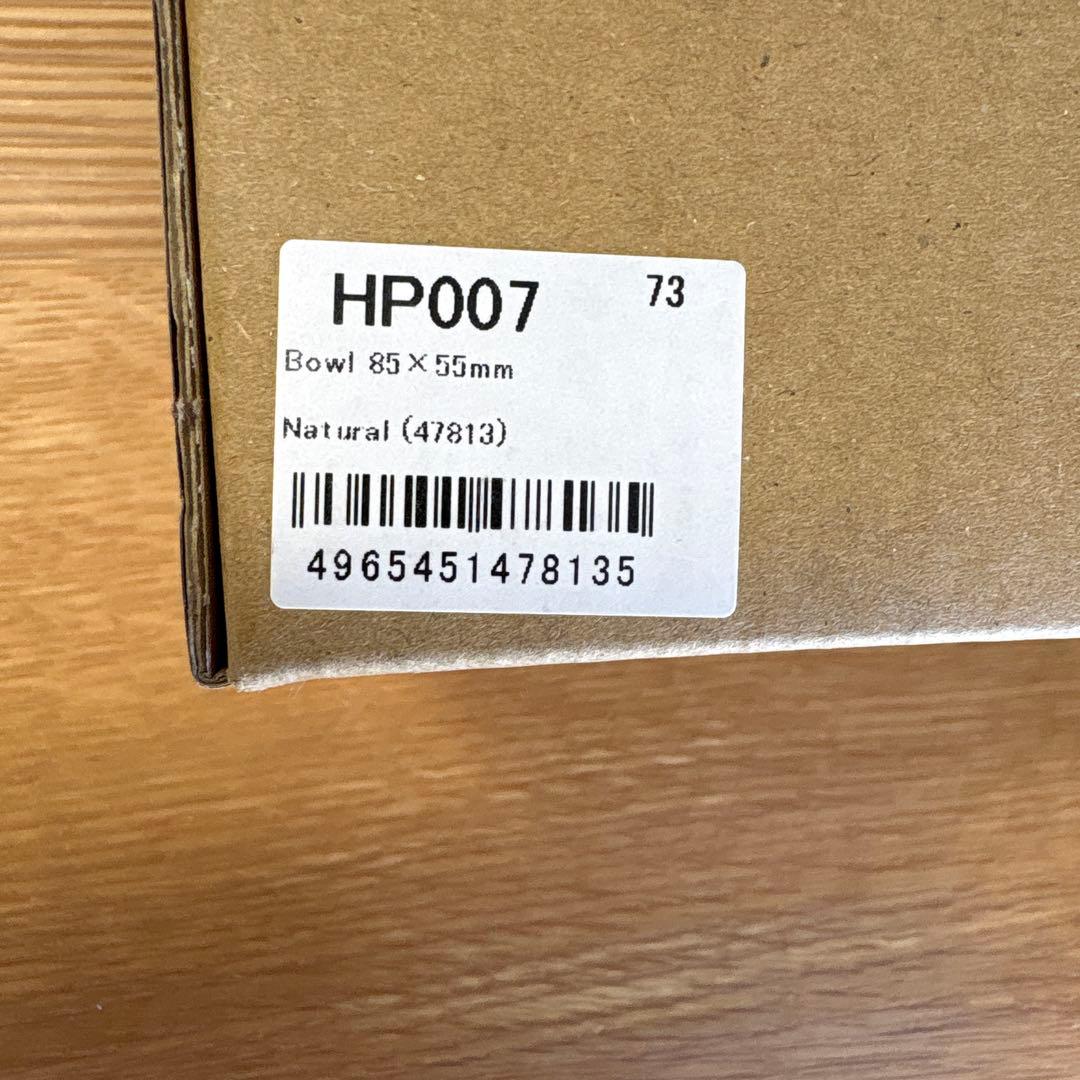 HP007 73
Bowl 85×55mm
Natural (47813)
4965451478135